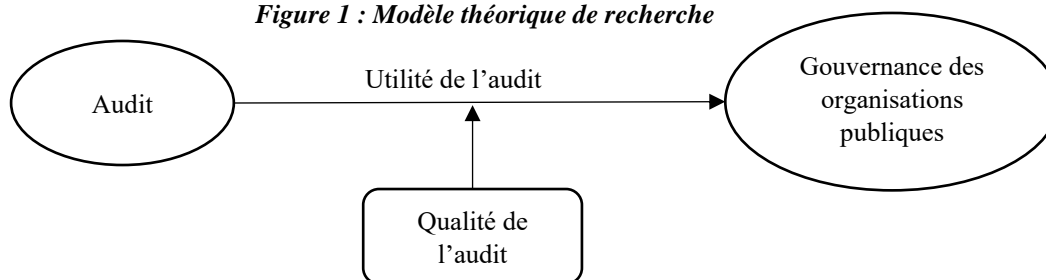 Figure 1 : Modèle théorique de recherche
Audit
Utilité de l’audit
Gouvernance des
organisations
publiques
Qualité de
l’audit